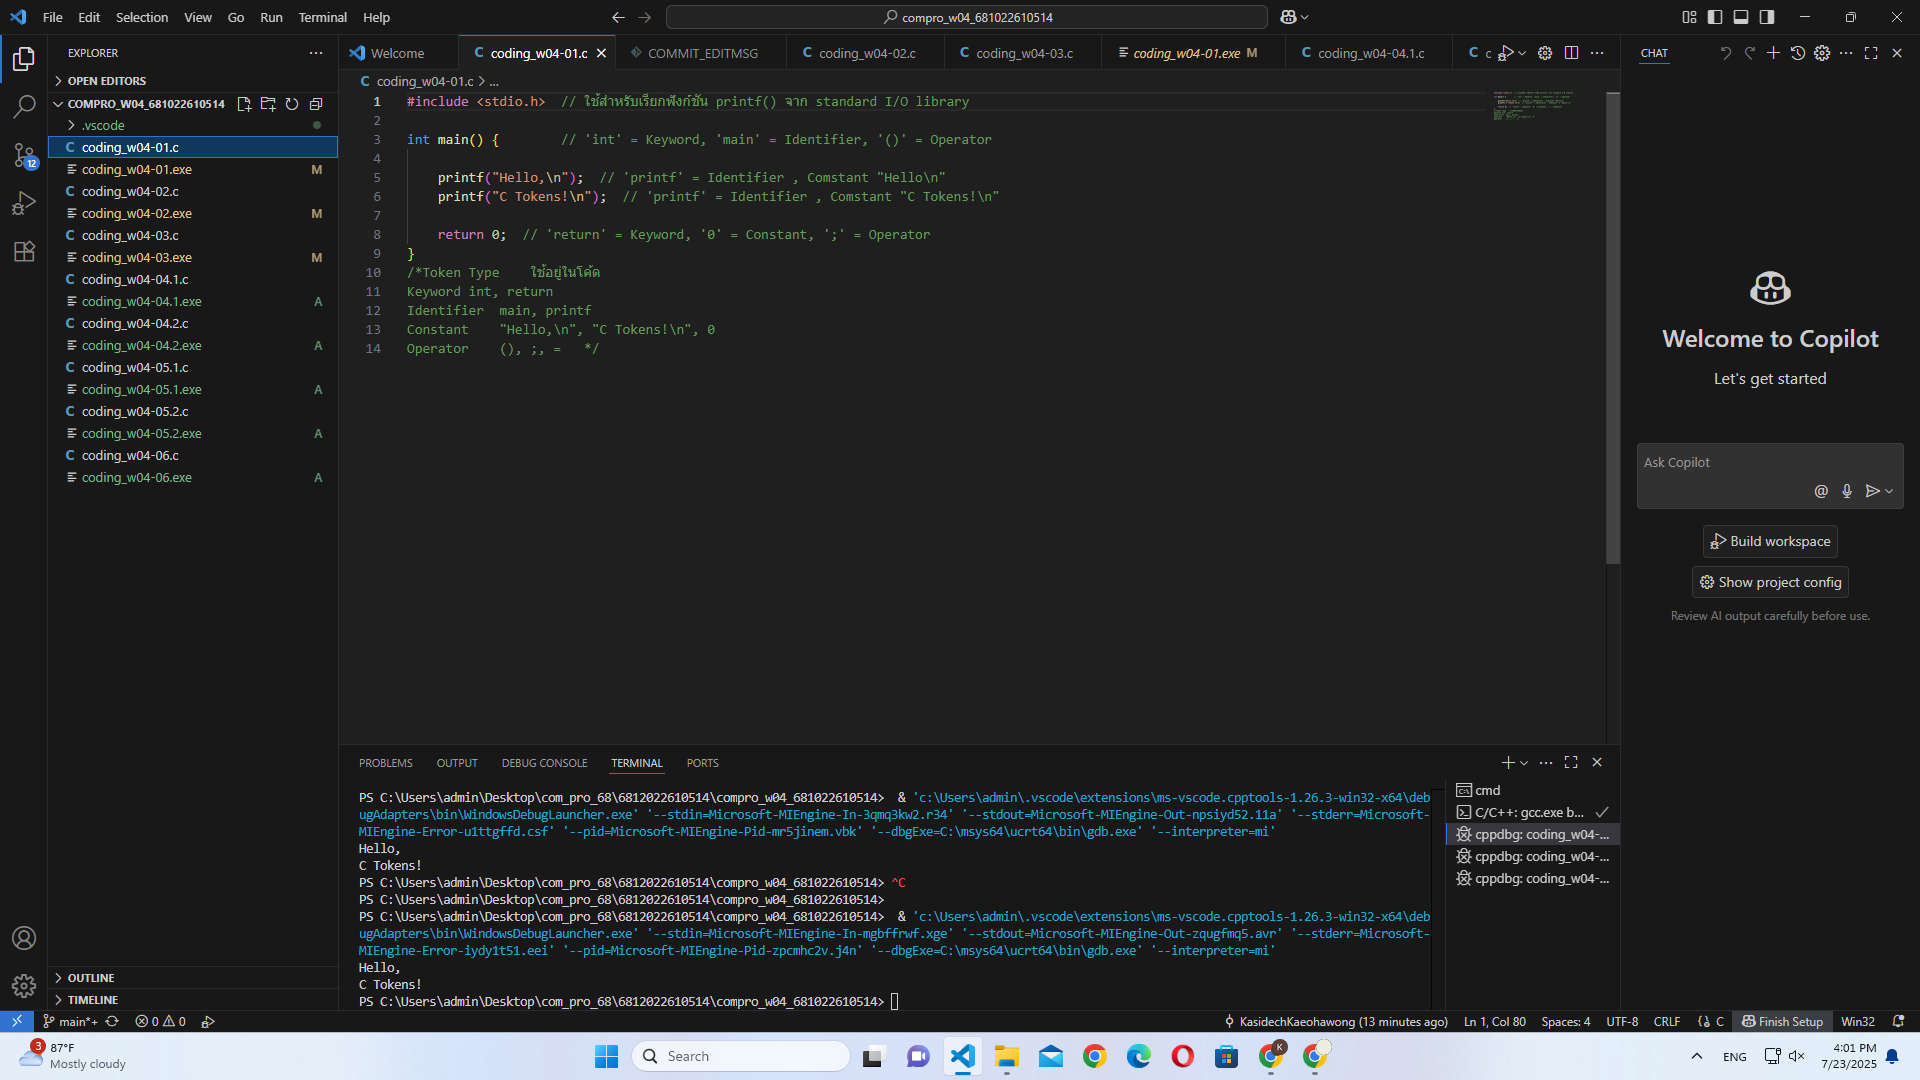 File Edit Selection View Go Run Terminal Help
compro_w04_681022610514
EXPLORER
OPEN EDITORS
COMPRO_W04_681022610514
.vscode
coding_w04-01.c
coding_w04-01.exe M
coding_w04-02.c
coding_w04-02.exe M
coding_w04-03.c
coding_w04-03.exe M
coding_w04-04.1.c
coding_w04-04.1.exe A
coding_w04-04.2.c
coding_w04-04.2.exe A
coding_w04-05.1.c
coding_w04-05.1.exe A
coding_w04-05.2.c
coding_w04-05.2.exe A
coding_w04-06.c
coding_w04-06.exe A
OUTLINE
TIMELINE
12
Welcome coding_w04-01.c COMMIT_EDITMSG coding_w04-02.c coding_w04-03.c coding_w04-01.exe M coding_w04-04.1.c c
coding_w04-01.c > ...
1 #include <stdio.h>  // ใช้สำหรับเรียกฟังก์ชัน printf() จาก standard I/O library
2
3 int main() {        // 'int' = Keyword, 'main' = Identifier, '()' = Operator
4
5     printf("Hello,\n");  // 'printf' = Identifier , Comstant "Hello\n"
6     printf("C Tokens!\n");  // 'printf' = Identifier , Comstant "C Tokens!\n"
7
8     return 0;  // 'return' = Keyword, '0' = Constant, ';' = Operator
9 }
10 /*Token Type    ใช้อยู่ในโค้ด
11 Keyword int, return
12 Identifier  main, printf
13 Constant    "Hello,\n", "C Tokens!\n", 0
14 Operator    (), ;, =   */
PROBLEMS OUTPUT DEBUG CONSOLE TERMINAL PORTS
PS C:\Users\admin\Desktop\com_pro_68\6812022610514\compro_w04_681022610514>  & 'c:\Users\admin\.vscode\extensions\ms-vscode.cpptools-1.26.3-win32-x64\deb
ugAdapters\bin\WindowsDebugLauncher.exe' '--stdin=Microsoft-MIEngine-In-3qmq3kw2.r34' '--stdout=Microsoft-MIEngine-Out-npsiyd52.11a' '--stderr=Microsoft-
MIEngine-Error-u1ttgffd.csf' '--pid=Microsoft-MIEngine-Pid-mr5jinem.vbk' '--dbgExe=C:\msys64\ucrt64\bin\gdb.exe' '--interpreter=mi'
Hello,
C Tokens!
PS C:\Users\admin\Desktop\com_pro_68\6812022610514\compro_w04_681022610514> ^C
PS C:\Users\admin\Desktop\com_pro_68\6812022610514\compro_w04_681022610514>
PS C:\Users\admin\Desktop\com_pro_68\6812022610514\compro_w04_681022610514>  & 'c:\Users\admin\.vscode\extensions\ms-vscode.cpptools-1.26.3-win32-x64\deb
ugAdapters\bin\WindowsDebugLauncher.exe' '--stdin=Microsoft-MIEngine-In-mgbffrwf.xge' '--stdout=Microsoft-MIEngine-Out-zqugfmq5.avr' '--stderr=Microsoft-
MIEngine-Error-iydy1t51.eei' '--pid=Microsoft-MIEngine-Pid-zpcmhc2v.j4n' '--dbgExe=C:\msys64\ucrt64\bin\gdb.exe' '--interpreter=mi'
Hello,
C Tokens!
PS C:\Users\admin\Desktop\com_pro_68\6812022610514\compro_w04_681022610514>
cmd
C/C++: gcc.exe b...
cppdbg: coding_w04-...
cppdbg: coding_w04-...
cppdbg: coding_w04-...
CHAT
Welcome to Copilot
Let's get started
Ask Copilot
Build workspace
Show project config
Review AI output carefully before use.
main*+ 0 0
KasidechKaeohawong (13 minutes ago) Ln 1, Col 80 Spaces: 4 UTF-8 CRLF {} C Finish Setup Win32
3
87°F
Mostly cloudy
Search
K
ENG
4:01 PM
7/23/2025